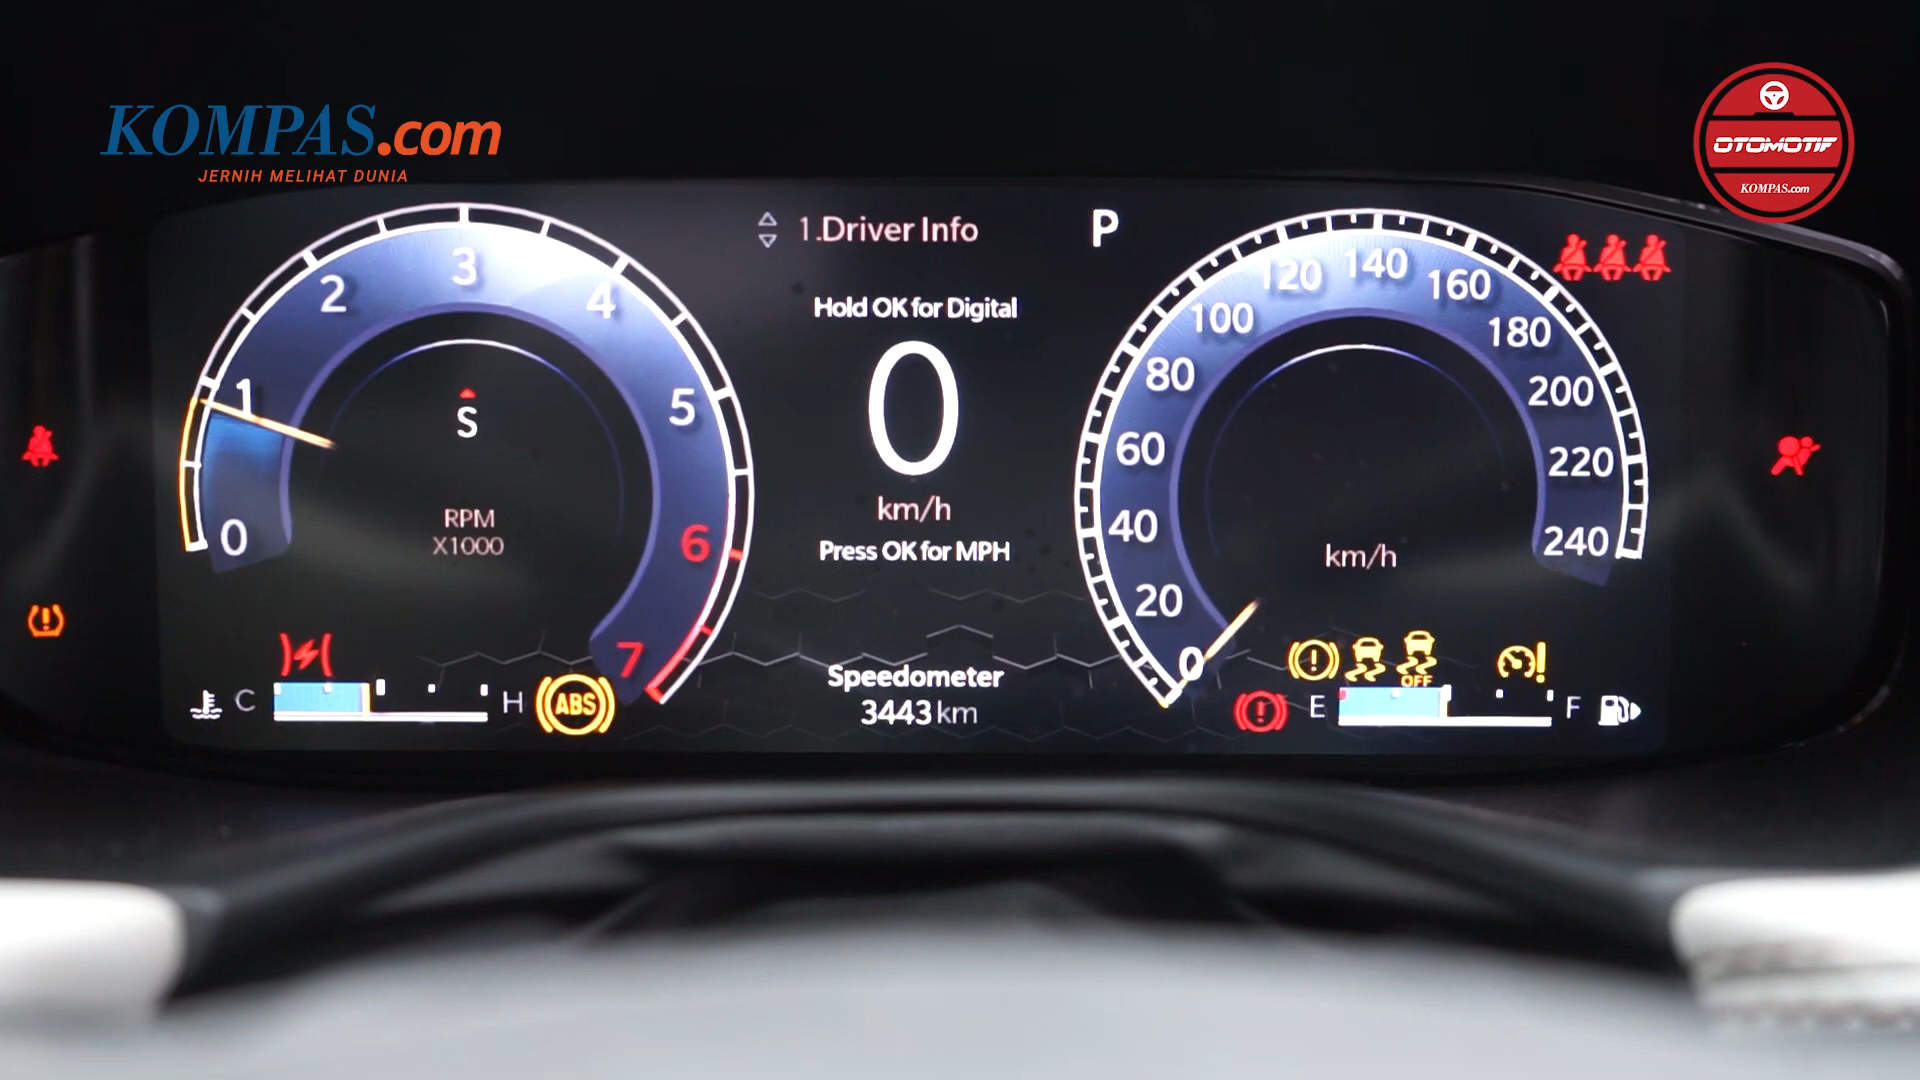 KOMPAS.com
JERNIH MELIHAT DUNIA
OTOMOTIF
KOMPAS.com
1.Driver Info
P
Hold OK for Digital
0
km/h
Press OK for MPH
Speedometer
3443 km
0
1
2
3
4
5
6
7
S
RPM
X1000
C
H
ABS
0
20
40
60
80
100
120
140
160
180
200
220
240
km/h
OFF
E
F